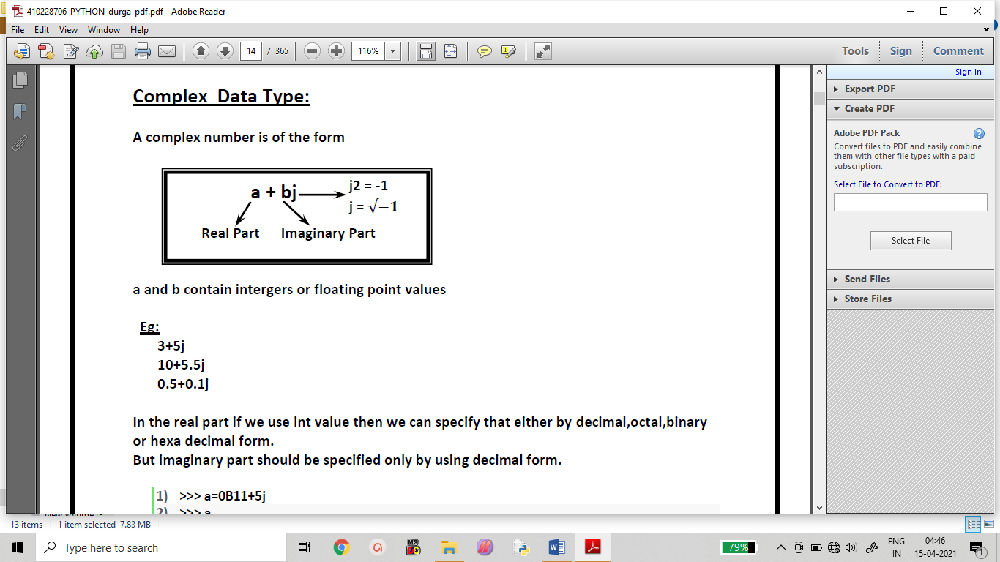 410228706-PYTHON-durga-pdf.pdf - Adobe Reader
File Edit View Window Help
14 / 365 116% Tools Sign Comment
Sign In
Export PDF
Create PDF
Adobe PDF Pack
Convert files to PDF and easily combine
them with other file types with a paid
subscription.
Select File to Convert to PDF:
Select File
Send Files
Store Files
Complex Data Type:
A complex number is of the form
a + bj
j2 = -1
j = √−1
Real Part Imaginary Part
a and b contain intergers or floating point values
Eg:
3+5j
10+5.5j
0.5+0.1j
In the real part if we use int value then we can specify that either by decimal,octal,binary
or hexa decimal form.
But imaginary part should be specified only by using decimal form.
1) >>> a=0B11+5j
2) >>> a
13 items 1 item selected 7.83 MB
Type here to search
79%
ENG
IN
04:46
15-04-2021
1